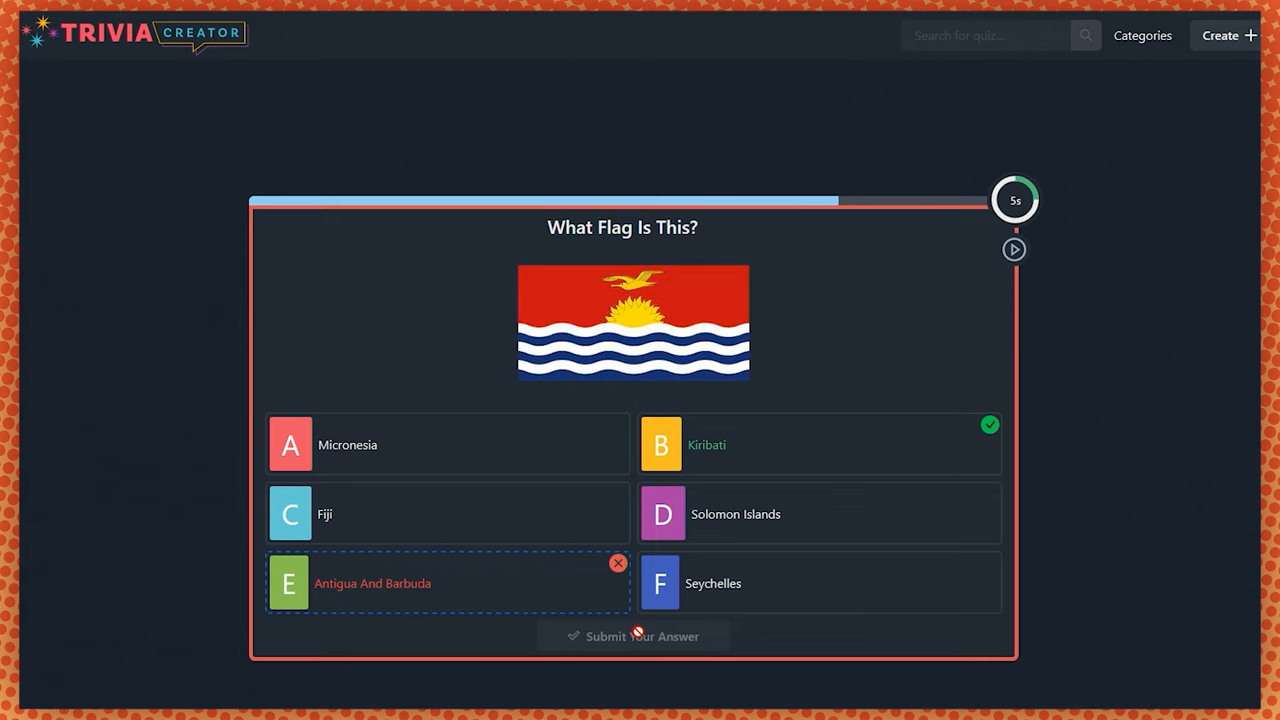 TRIVIA CREATOR
Search for quiz...
Categories
Create +
5s
What Flag Is This?
A Micronesia
B Kiribati
C Fiji
D Solomon Islands
E Antigua And Barbuda
F Seychelles
Submit Your Answer